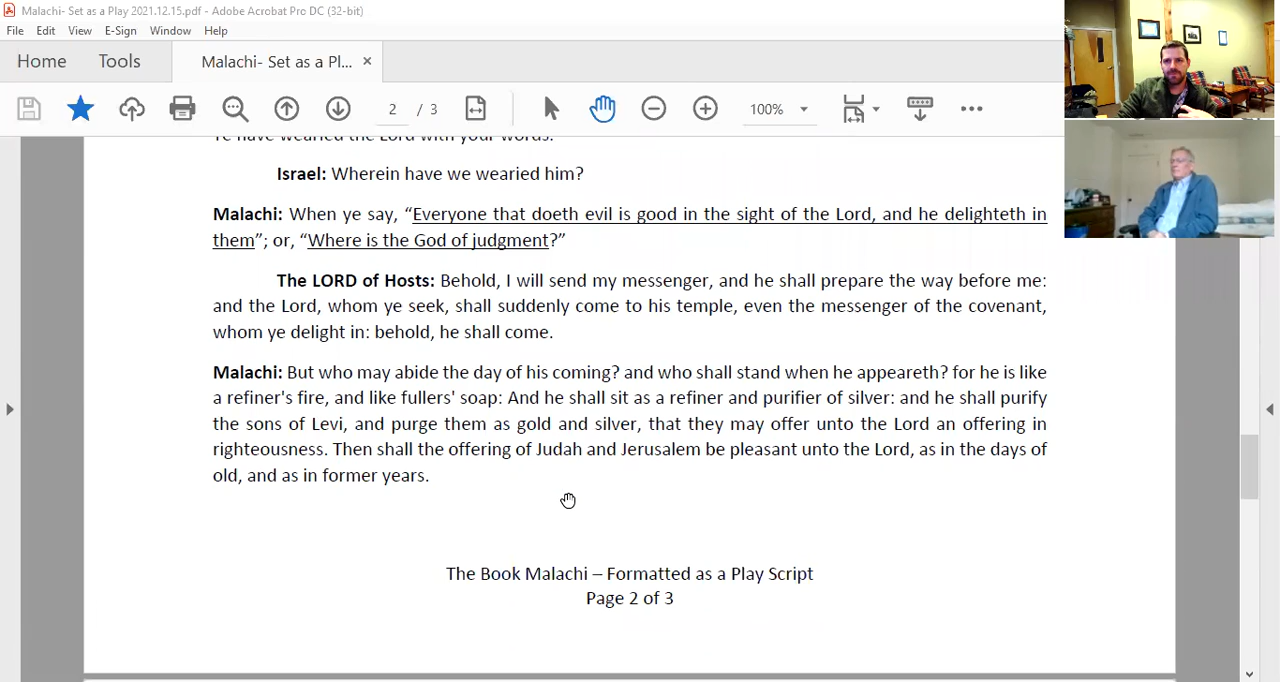 Malachi- Set as a Play 2021.12.15.pdf - Adobe Acrobat Pro DC (32-bit)
File Edit View E-Sign Window Help
Home Tools Malachi- Set as a Pl... ×
2 / 3 100%
Ye have wearied the Lord with your words.
Israel: Wherein have we wearied him?
Malachi: When ye say, “Everyone that doeth evil is good in the sight of the Lord, and he delighteth in
them”; or, “Where is the God of judgment?”
The LORD of Hosts: Behold, I will send my messenger, and he shall prepare the way before me:
and the Lord, whom ye seek, shall suddenly come to his temple, even the messenger of the covenant,
whom ye delight in: behold, he shall come.
Malachi: But who may abide the day of his coming? and who shall stand when he appeareth? for he is like
a refiner's fire, and like fullers' soap: And he shall sit as a refiner and purifier of silver: and he shall purify
the sons of Levi, and purge them as gold and silver, that they may offer unto the Lord an offering in
righteousness. Then shall the offering of Judah and Jerusalem be pleasant unto the Lord, as in the days of
old, and as in former years.
The Book Malachi – Formatted as a Play Script
Page 2 of 3